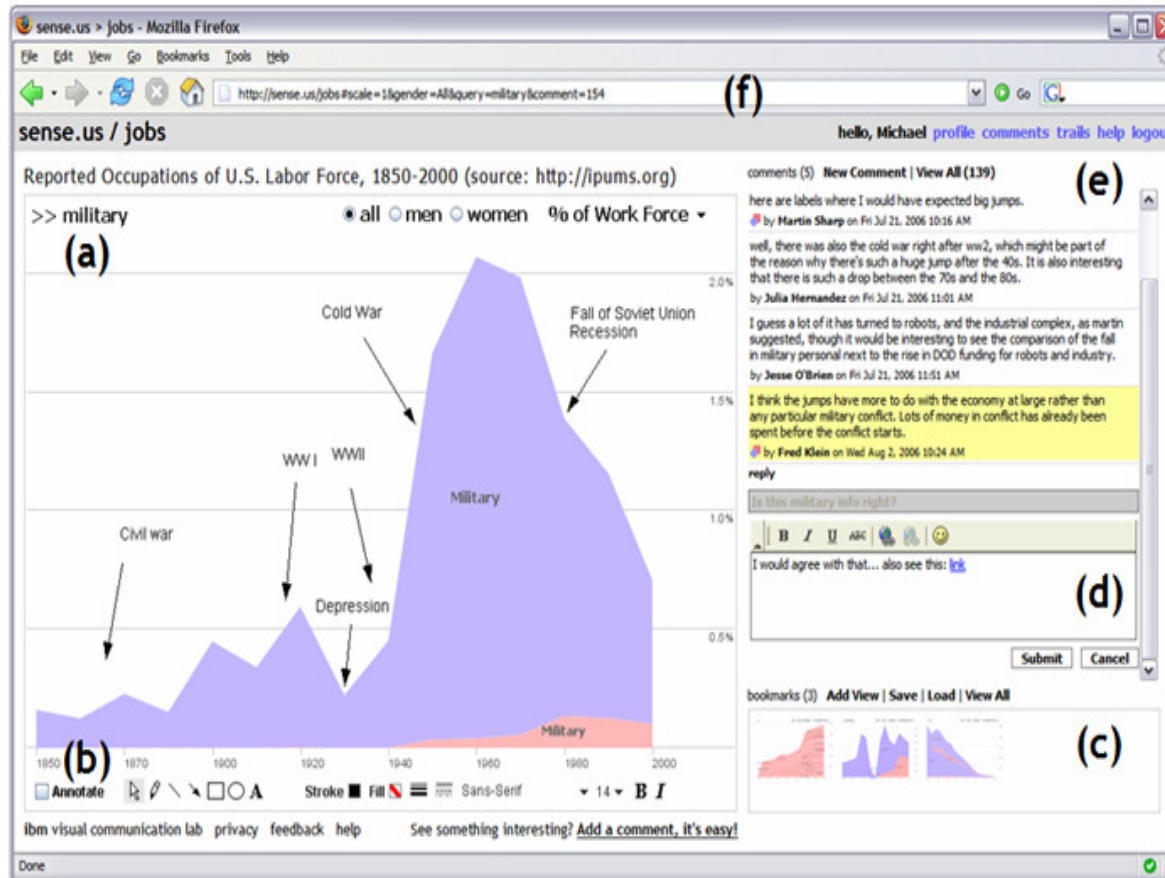 sense.us > jobs - Mozilla Firefox
File Edit View Go Bookmarks Tools Help
http://sense.us/jobs#scale=1&gender=All&query=military&comment=154
(f)
Go
G
sense.us / jobs
hello, Michael profile comments trails help logou
Reported Occupations of U.S. Labor Force, 1850-2000 (source: http://ipums.org)
>> military
all men women
% of Work Force
(a)
2.0%
1.5%
1.0%
0.5%
Cold War
Fall of Soviet Union
Recession
WW I
WWII
Military
Civil war
Depression
Military
1850 1870 1900 1920 1940 1960 1980 2000
(b)
Annotate
A
Stroke Fill
Sans-Serif
14
B I
ibm visual communication lab privacy feedback help
See something interesting? Add a comment, it's easy!
comments (5) New Comment | View All (139)
(e)
here are labels where I would have expected big jumps.
by Martin Sharp on Fri Jul 21, 2006 10:16 AM
well, there was also the cold war right after ww2, which might be part of
the reason why there's such a huge jump after the 40s. It is also interesting
that there is such a drop between the 70s and the 80s.
by Julia Hernandez on Fri Jul 21, 2006 11:01 AM
I guess a lot of it has turned to robots, and the industrial complex, as martin
suggested, though it would be interesting to see the comparison of the fall
in military personal next to the rise in DOD funding for robots and industry.
by Jesse O'Brien on Fri Jul 21, 2006 11:51 AM
I think the jumps have more to do with the economy at large rather than
any particular military conflict. Lots of money in conflict has already been
spent before the conflict starts.
by Fred Klein on Wed Aug 2, 2006 10:24 AM
reply
Is this military info right?
B I U ABC
I would agree with that... also see this: link
(d)
Submit Cancel
bookmarks (3) Add View | Save | Load | View All
(c)
Done